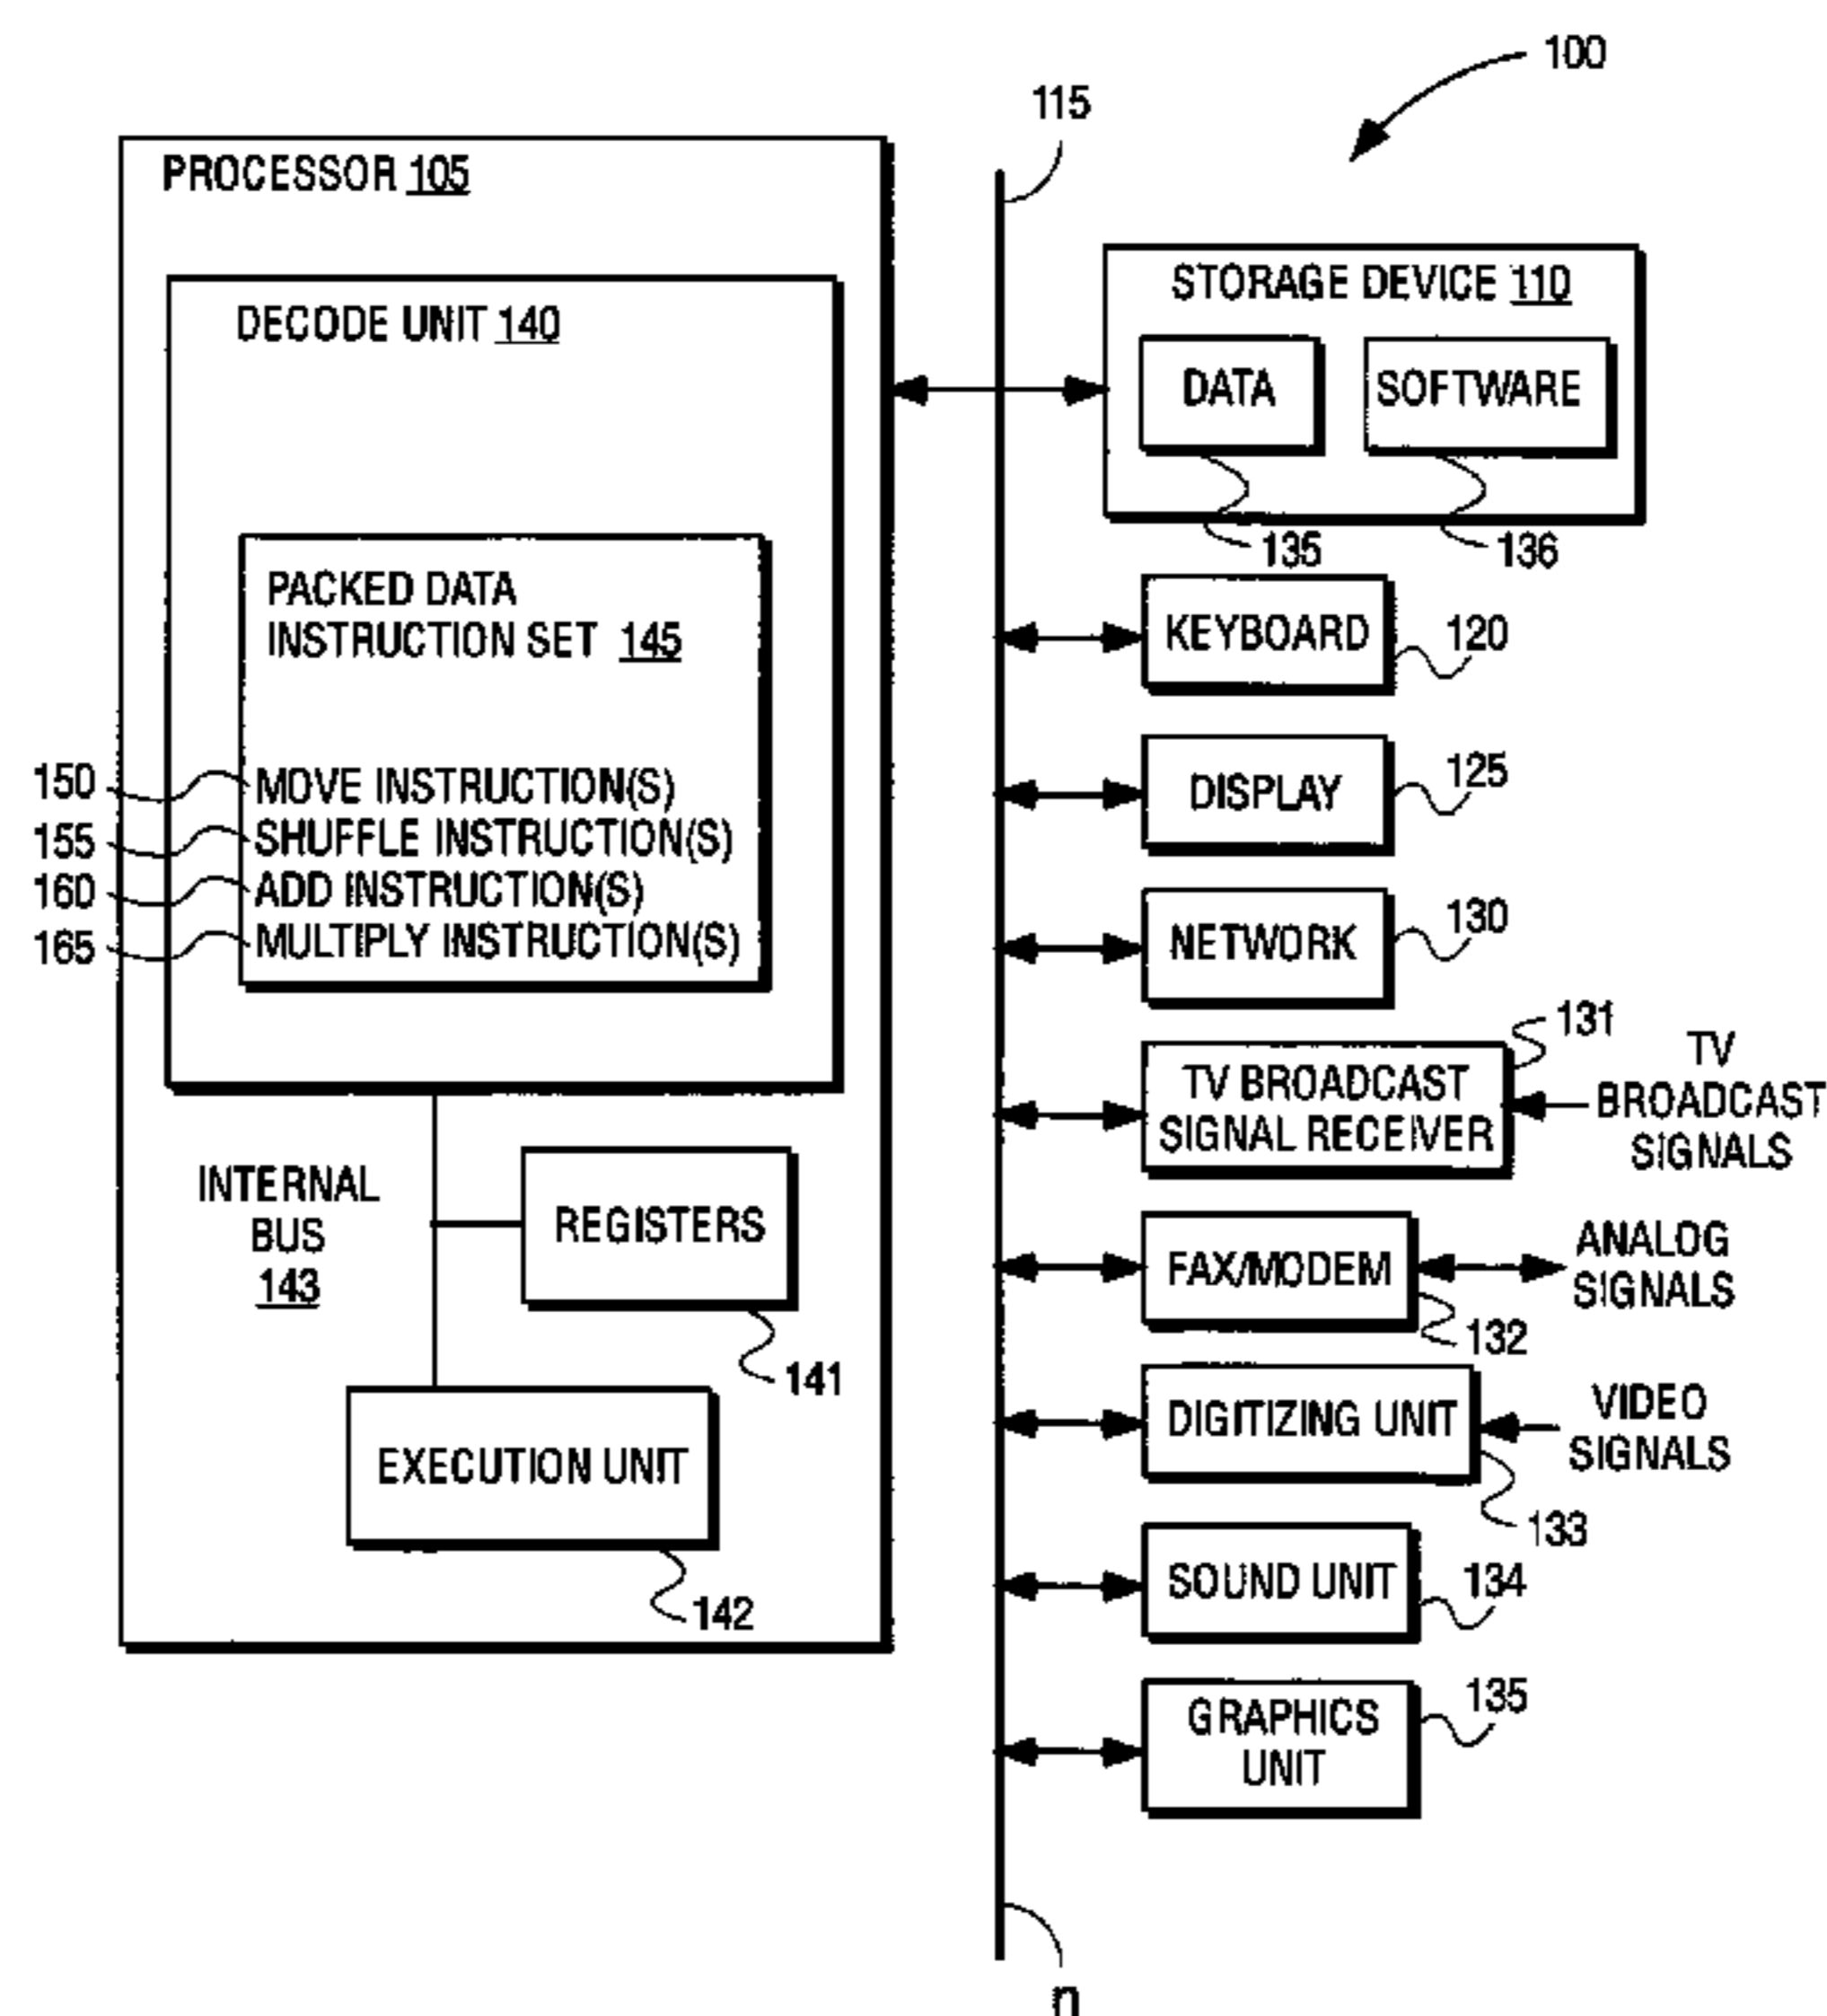 100
115
PROCESSOR 105
DECODE UNIT 140
PACKED DATA
INSTRUCTION SET 145
150
MOVE INSTRUCTION(S)
155
SHUFFLE INSTRUCTION(S)
160
ADD INSTRUCTION(S)
165
MULTIPLY INSTRUCTION(S)
INTERNAL
BUS
143
REGISTERS
141
EXECUTION UNIT
142
STORAGE DEVICE 110
DATA
SOFTWARE
135
136
KEYBOARD
120
DISPLAY
125
NETWORK
130
131
TV BROADCAST
SIGNAL RECEIVER
TV
BROADCAST
SIGNALS
FAX/MODEM
132
ANALOG
SIGNALS
DIGITIZING UNIT
133
VIDEO
SIGNALS
SOUND UNIT
134
GRAPHICS
UNIT
135
n